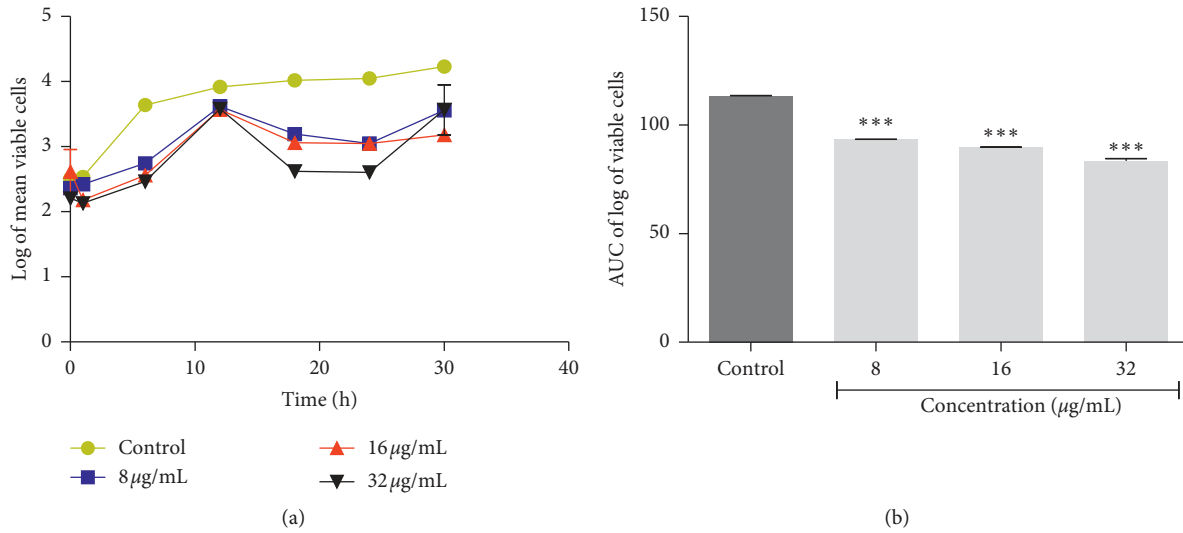 5
4
3
2
1
0
Log of mean viable cells
0 10 20 30 40
Time (h)
Control
8 μg/mL
16 μg/mL
32 μg/mL
(a)
150
100
50
0
AUC of log of viable cells
***
***
***
Control 8 16 32
Concentration (μg/mL)
(b)